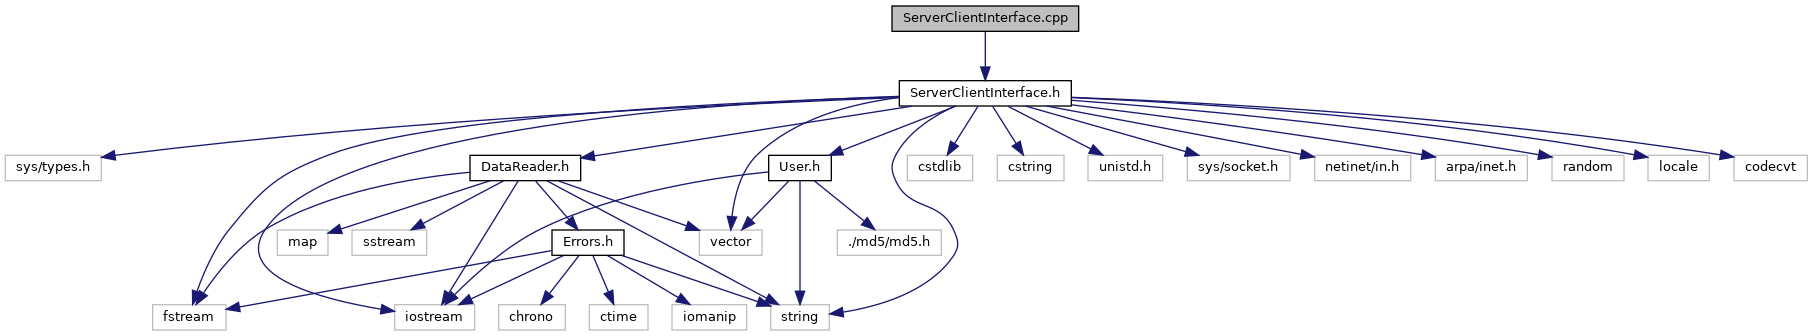 ServerClientInterface.cpp
ServerClientInterface.h
sys/types.h
DataReader.h
User.h
cstdlib
cstring
unistd.h
sys/socket.h
netinet/in.h
arpa/inet.h
random
locale
codecvt
map
sstream
Errors.h
vector
./md5/md5.h
fstream
iostream
chrono
ctime
iomanip
string